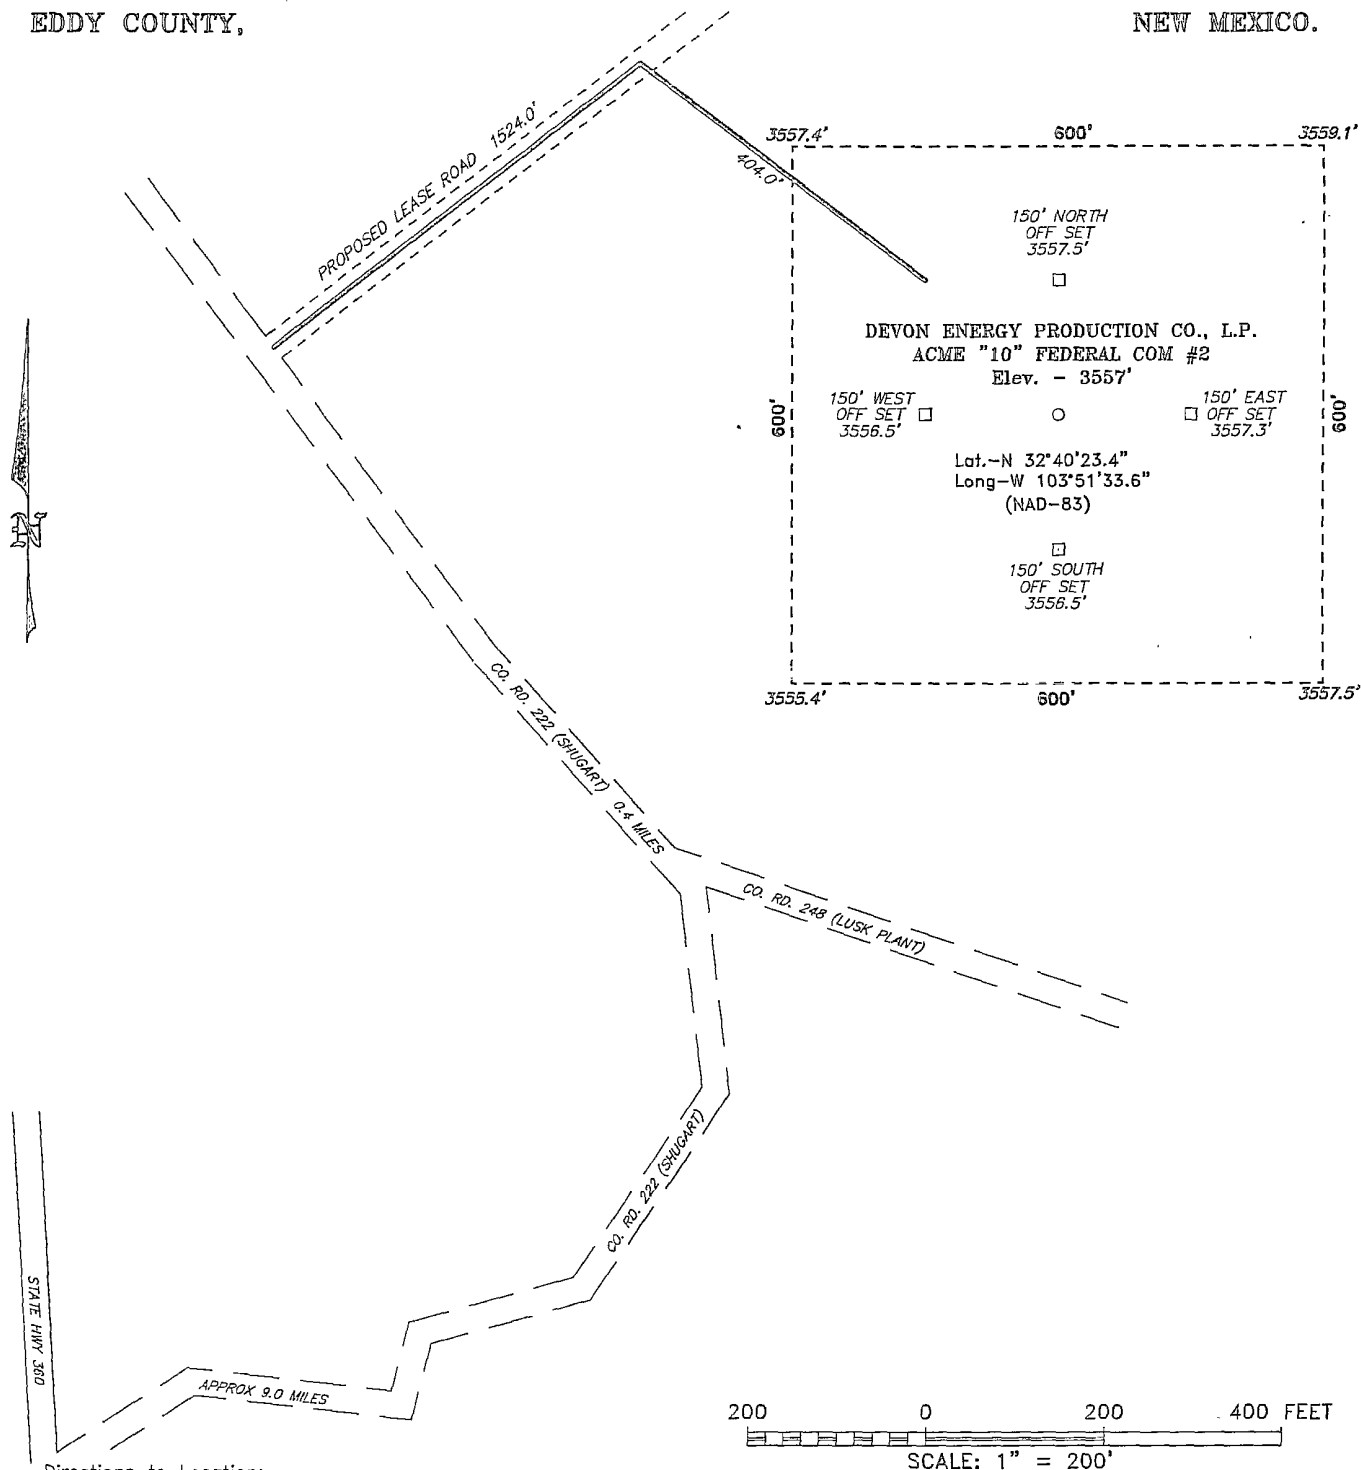 EDDY COUNTY,
NEW MEXICO.
PROPOSED LEASE ROAD 1524.0'
404.0'
3557.4'
600'
3559.1'
150' NORTH
OFF SET
3557.5'
DEVON ENERGY PRODUCTION CO., L.P.
ACME "10" FEDERAL COM #2
Elev. - 3557'
600'
150' WEST
OFF SET
3556.5'
150' EAST
OFF SET
3557.3'
600'
Lat.-N 32°40'23.4"
Long-W 103°51'33.6"
(NAD-83)
150' SOUTH
OFF SET
3556.5'
3555.4'
600'
3557.5'
N
CO. RD. 222 (SHUGART) 0.4 MILES
CO. RD. 248 (LUSK PLANT)
CO. RD. 222 (SHUGART)
STATE HWY 360
APPROX 9.0 MILES
200 0 200 400 FEET
SCALE: 1" = 200'
Directions to Location: